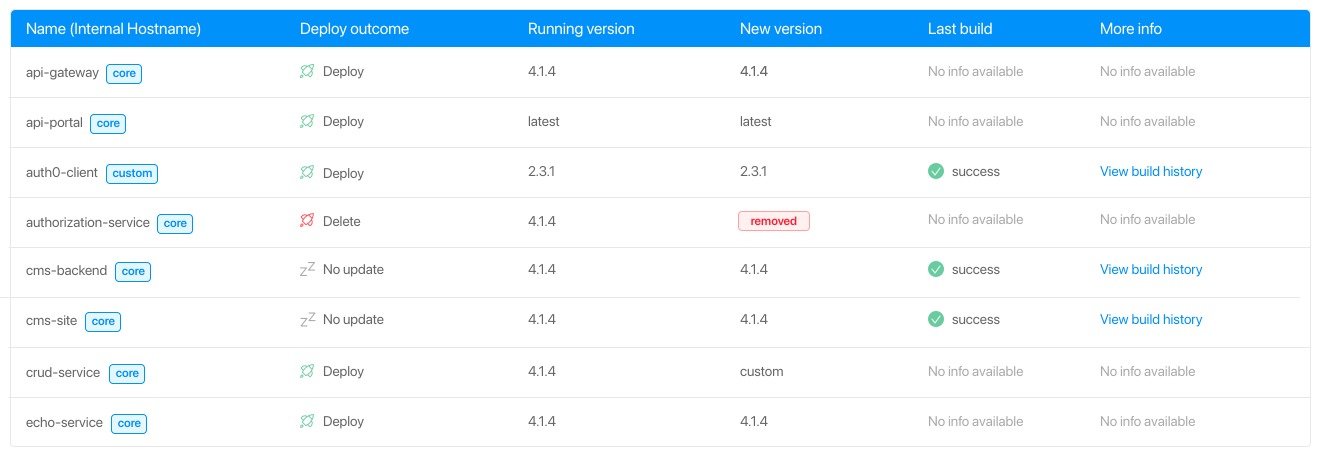 Name (Internal Hostname) Deploy outcome Running version New version Last build More info
api-gateway core Deploy 4.1.4 4.1.4 No info available No info available
api-portal core Deploy latest latest No info available No info available
auth0-client custom Deploy 2.3.1 2.3.1 success View build history
authorization-service core Delete 4.1.4 removed No info available No info available
cms-backend core zZ No update 4.1.4 4.1.4 success View build history
cms-site core zZ No update 4.1.4 4.1.4 success View build history
crud-service core Deploy 4.1.4 custom No info available No info available
echo-service core Deploy 4.1.4 4.1.4 No info available No info available